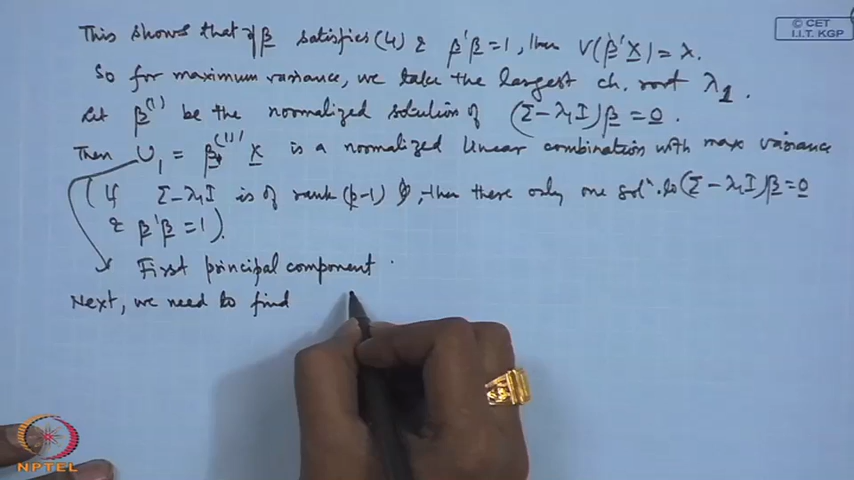 © CET
I.I.T. KGP
This shows that if β satisfies (4) & β'β = 1, then V(β'X) = λ.
So for maximum variance, we take the largest ch. root λ₁.
Let β⁽¹⁾ be the normalized solution of (Σ-λ₁I)β = 0.
Then U₁ = β⁽¹⁾' X is a normalized linear combination with max variance
(If Σ-λ₁I is of rank (p-1), then there only one solⁿ. to (Σ-λ₁I)β = 0
& β'β = 1).
First principal component.
Next, we need to find
NPTEL